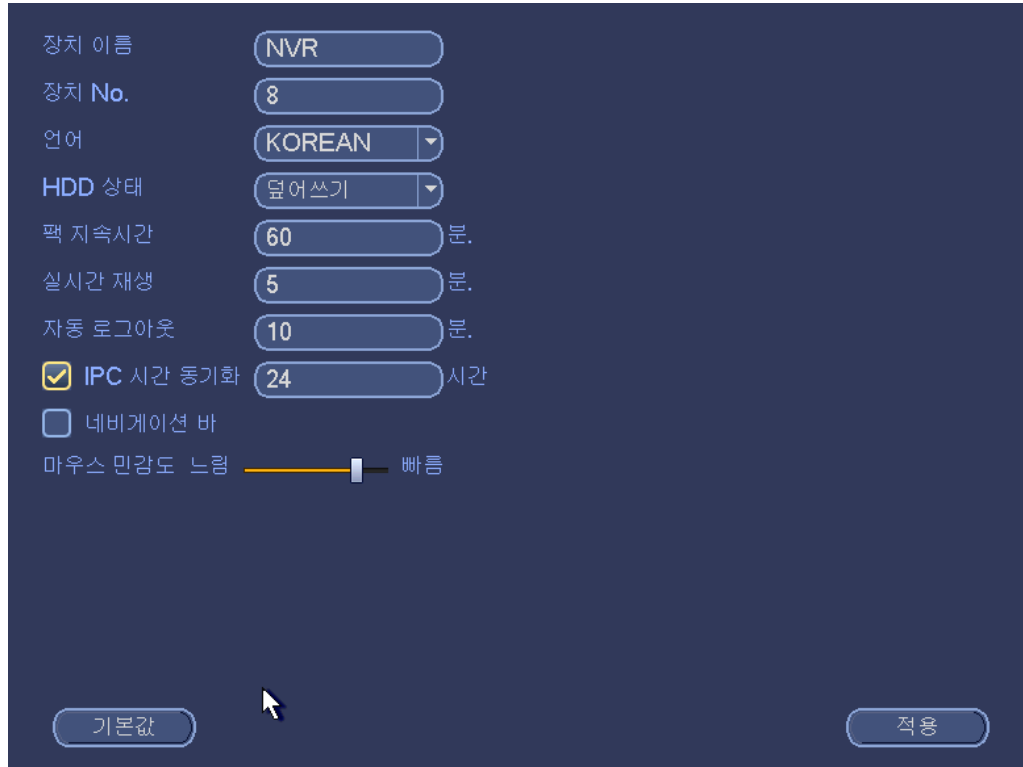 장치 이름 NVR
장치 No. 8
언어 KOREAN
HDD 상태 덮어쓰기
팩 지속시간 60 분.
실시간 재생 5 분.
자동 로그아웃 10 분.
IPC 시간 동기화 24 시간
네비게이션 바
마우스 민감도 느림 빠름
기본값 적용